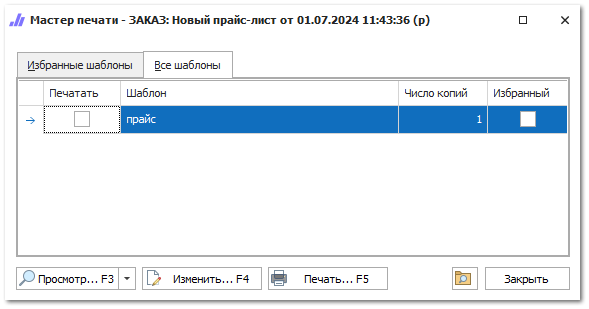 Мастер печати - ЗАКАЗ: Новый прайс-лист от 01.07.2024 11:43:36 (р)
Избранные шаблоны Все шаблоны
Печатать Шаблон Число копий Избранный
прайс 1
Просмотр... F3 Изменить... F4 Печать... F5 Закрыть